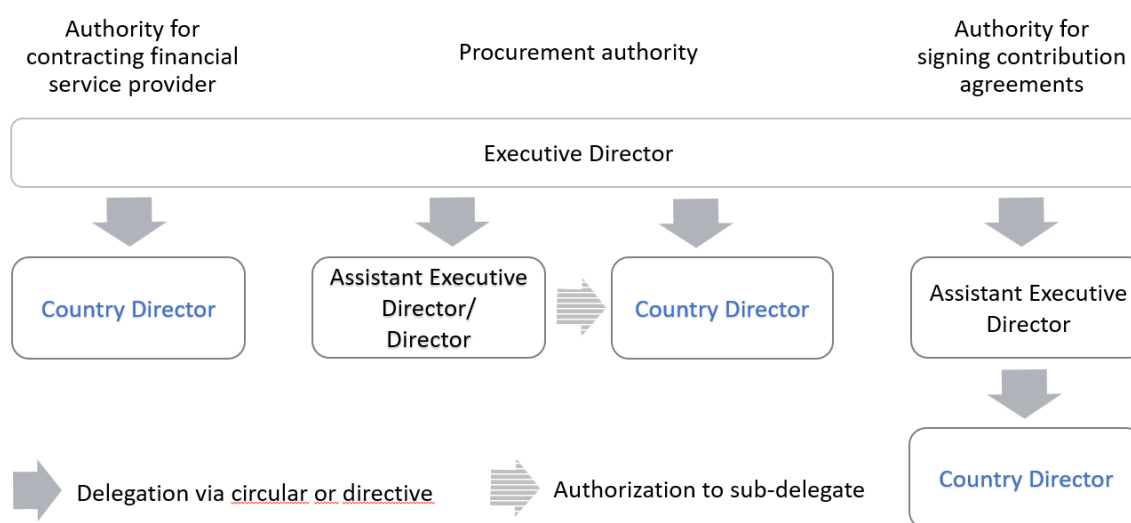 Authority for
contracting financial
service provider
Procurement authority
Authority for
signing contribution
agreements
Executive Director
Country Director
Assistant Executive
Director/
Director
Country Director
Assistant Executive
Director
Country Director
Delegation via circular or directive
Authorization to sub-delegate